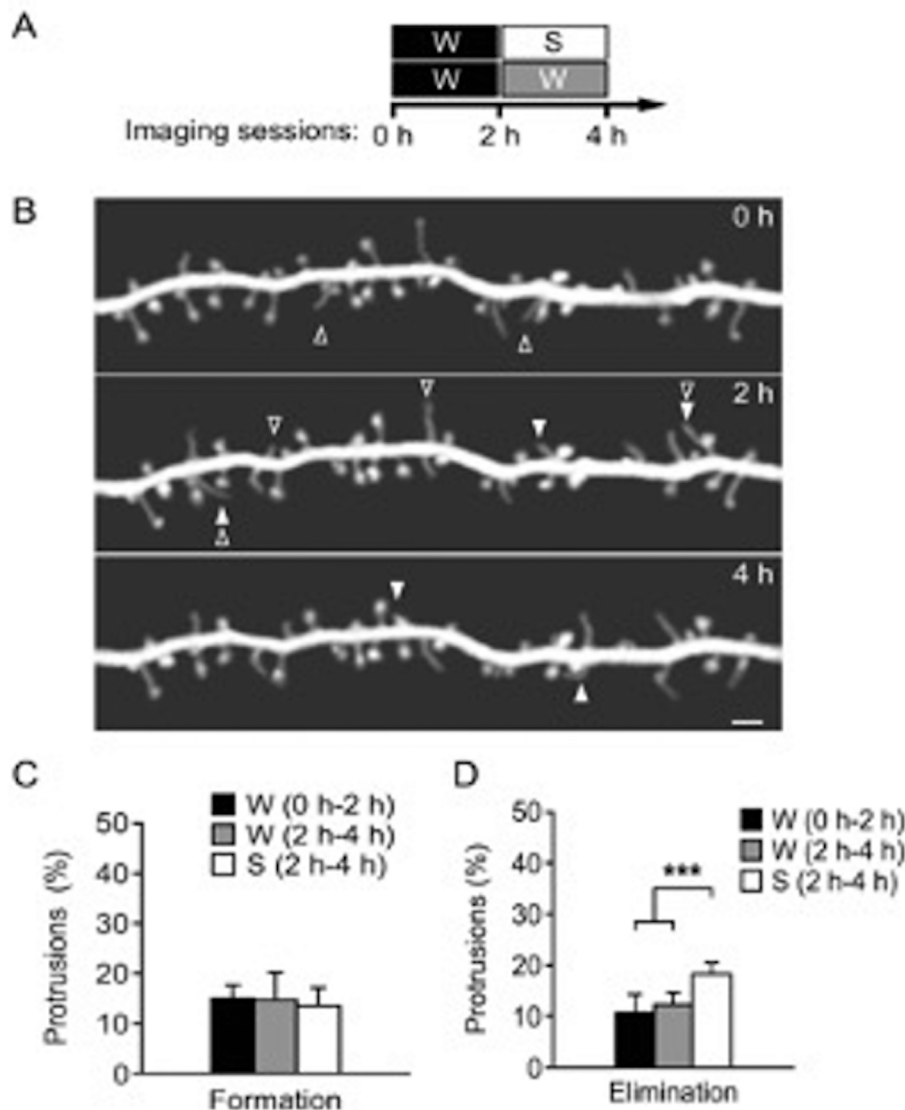 A
W S
W W
Imaging sessions: 0 h 2 h 4 h
B
0 h
2 h
4 h
C
W (0 h-2 h)
W (2 h-4 h)
S (2 h-4 h)
Protrusions (%)
50
40
30
20
10
0
Formation
D
W (0 h-2 h)
W (2 h-4 h)
S (2 h-4 h)
***
Protrusions (%)
50
40
30
20
10
0
Elimination